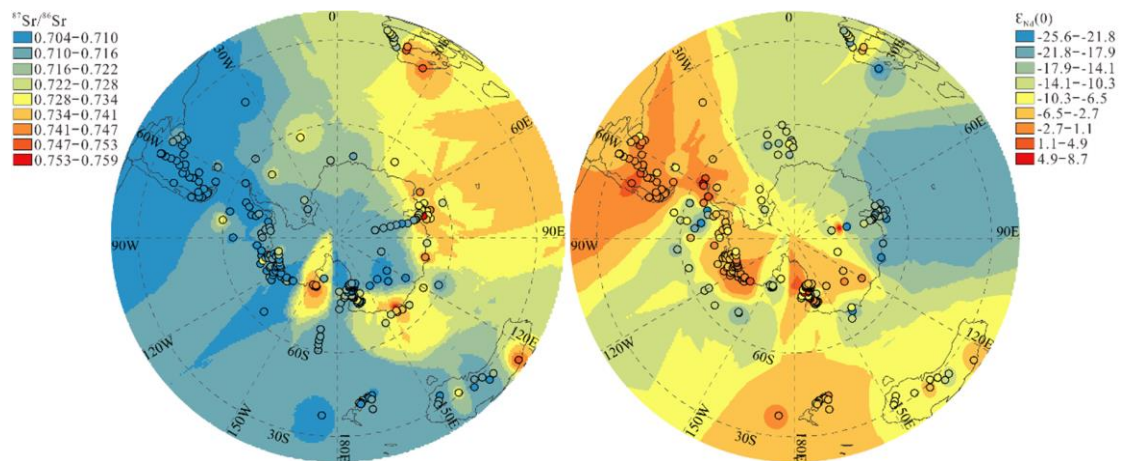 ⁸⁷Sr/⁸⁶Sr
0.704-0.710
0.710-0.716
0.716-0.722
0.722-0.728
0.728-0.734
0.734-0.741
0.741-0.747
0.747-0.753
0.753-0.759
0
30E
60E
90E
120E
150E
180E
150W
120W
90W
60W
30W
60S
30S
ε_Nd(0)
-25.6--21.8
-21.8--17.9
-17.9--14.1
-14.1--10.3
-10.3--6.5
-6.5--2.7
-2.7-1.1
1.1-4.9
4.9-8.7
0
30E
60E
90E
120E
150E
180E
150W
120W
90W
60W
30W
60S
30S